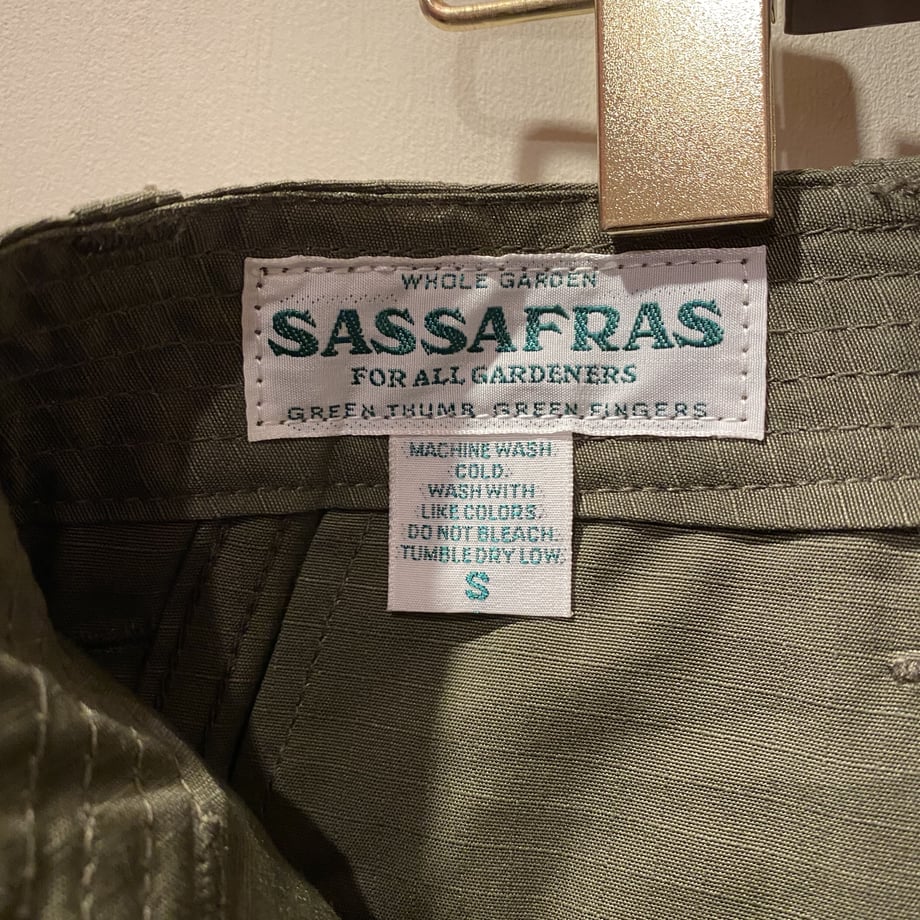 WHOLE GARDEN
SASSAFRAS
FOR ALL GARDENERS
GREEN THUMB GREEN FINGERS
MACHINE WASH
COLD.
WASH WITH
LIKE COLORS.
DO NOT BLEACH.
TUMBLE DRY LOW.
S